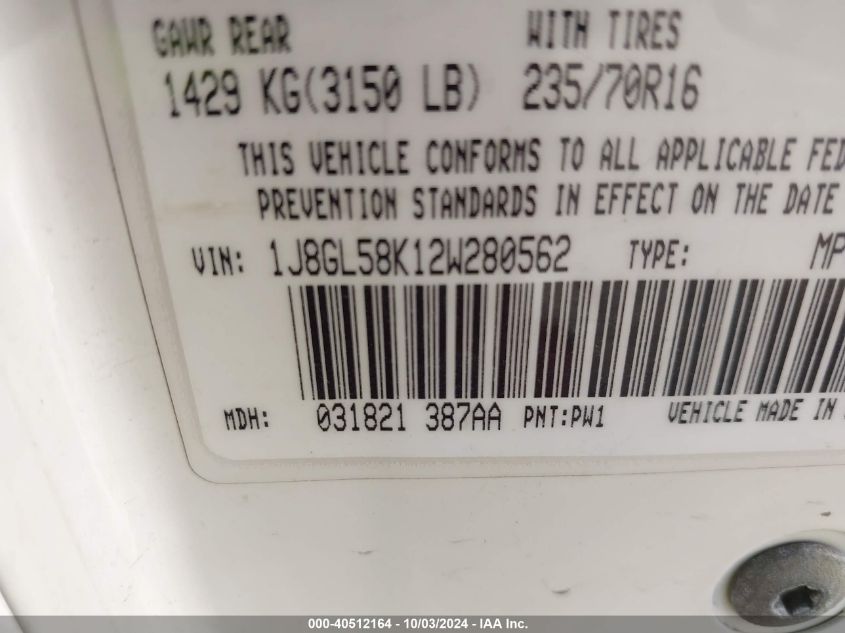 GAWR REAR WITH TIRES
1429 KG(3150 LB) 235/70R16
THIS VEHICLE CONFORMS TO ALL APPLICABLE FED
PREVENTION STANDARDS IN EFFECT ON THE DATE
VIN: 1J8GL58K12W280562 TYPE: MP
MDH: 031821 387AA PNT:PW1 VEHICLE MADE IN
000-40512164 - 10/03/2024 - IAA Inc.